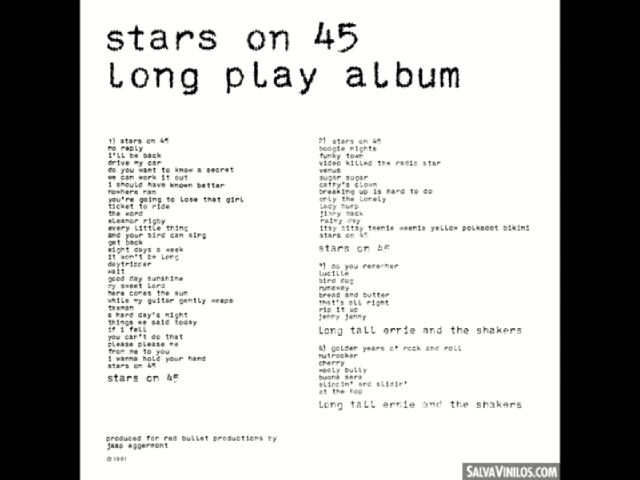 stars on 45
long play album
1) stars on 45
no reply
i'll be back
drive my car
do you want to know a secret
we can work it out
i should have known better
nowhere man
you're going to lose that girl
ticket to ride
the word
eleanor rigby
every little thing
and your bird can sing
get back
eight days a week
it won't be long
daytripper
wait
good day sunshine
my sweet lord
here comes the sun
while my guitar gently weeps
taxman
a hard day's night
things we said today
if i fell
you can't do that
please please me
from me to you
i wanna hold your hand
stars on 45
stars on 45
2) stars on 45
boogie nights
funky town
video killed the radio star
venus
sugar sugar
cathy's clown
breaking up is hard to do
only the lonely
lady bump
jimmy mack
rainy day
itsy bitsy teenie weenie yellow polkadot bikini
stars on 45
stars on 45
3) do you remember
lucille
bird dog
runaway
bread and butter
that's all right
rip it up
jenny jenny
long tall ernie and the shakers
4) golden years of rock and roll
nutrocker
cherry
wooly bully
buona sera
slippin' and slidin'
at the hop
long tall ernie and the shakers
produced for red bullet productions by
jaap eggermont
© 1981
SALVAVINILOS.COM